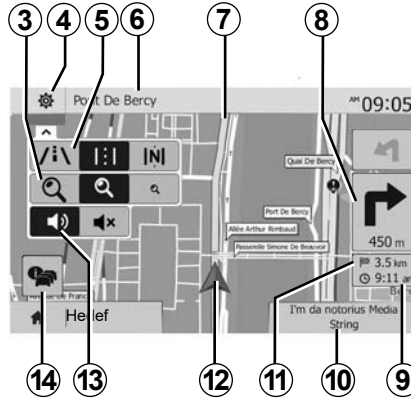 3 4 5 6 7 8
Pont De Bercy
AM 09:05
N
Quai De Bercy
Port De Bercy
Allée Arthur Rimbaud
Passerelle Simone De Beauvoir
450 m
3.5 km
9:11 am
Hedef
I'm da notorius Media
String
14 13 12 11 10 9